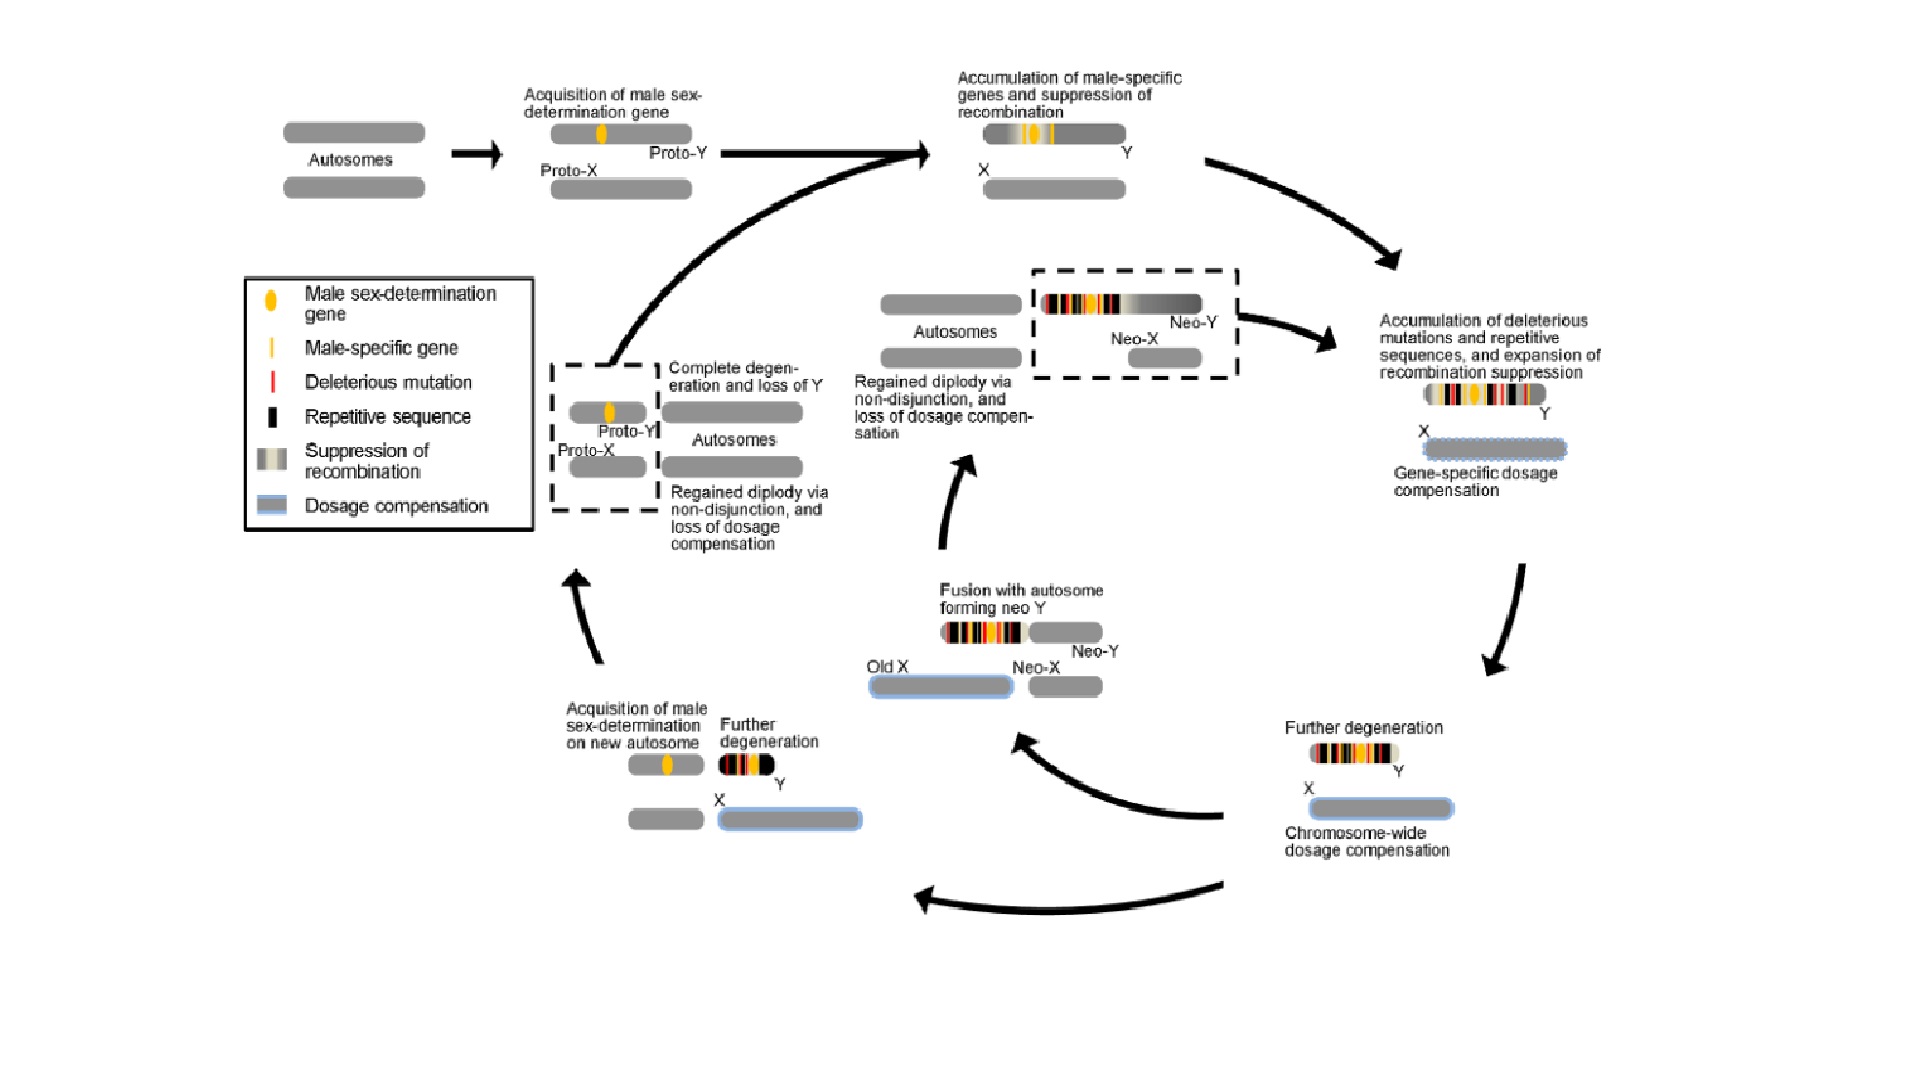 Acquisition of male sex-
determination gene
Autosomes
Proto-Y
Proto-X
Accumulation of male-specific
genes and suppression of
recombination
Y
X
Male sex-determination
gene
Male-specific gene
Deleterious mutation
Repetitive sequence
Suppression of
recombination
Dosage compensation
Complete degen-
eration and loss of Y
Proto-Y
Proto-X
Autosomes
Regained diplody via
non-disjunction, and
loss of dosage
compensation
Autosomes
Neo-Y
Neo-X
Regained diplody via
non-disjunction, and
loss of dosage compen-
sation
Accumulation of deleterious
mutations and repetitive
sequences, and expansion of
recombination suppression
Y
X
Gene-specific dosage
compensation
Fusion with autosome
forming neo Y
Neo-Y
Old X
Neo-X
Acquisition of male
sex-determination
on new autosome
Further
degeneration
Y
X
Further degeneration
Y
X
Chromosome-wide
dosage compensation